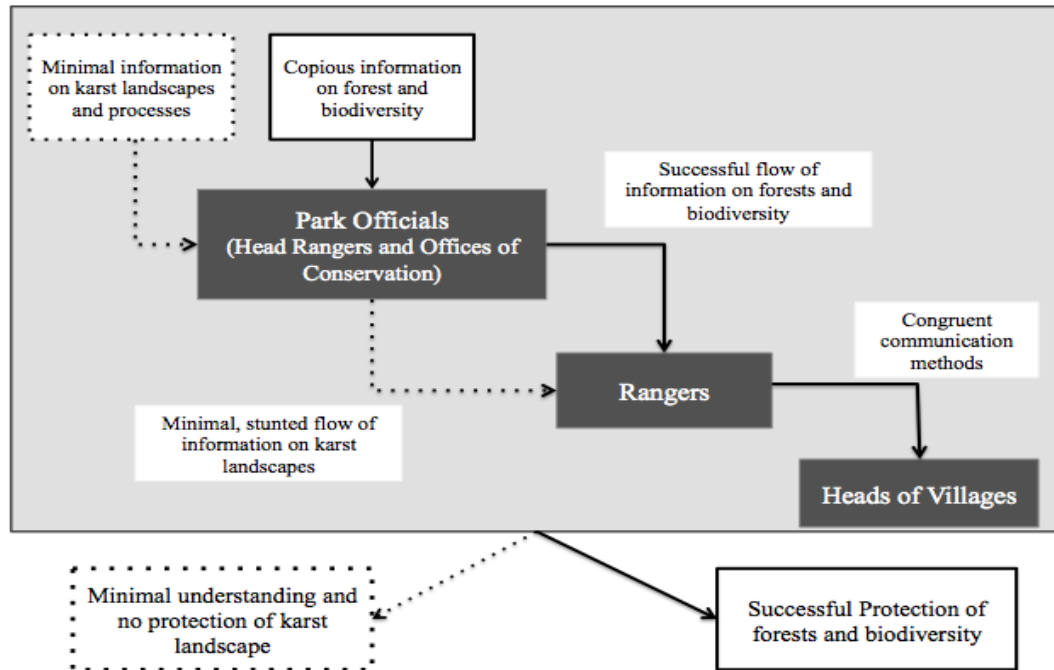 Minimal information
on karst landscapes
and processes
Copious information
on forest and
biodiversity
Successful flow of
information on forests and
biodiversity
Park Officials
(Head Rangers and Offices of
Conservation)
Congruent
communication
methods
Rangers
Minimal, stunted flow of
information on karst
landscapes
Heads of Villages
Minimal understanding and
no protection of karst
landscape
Successful Protection of
forests and biodiversity